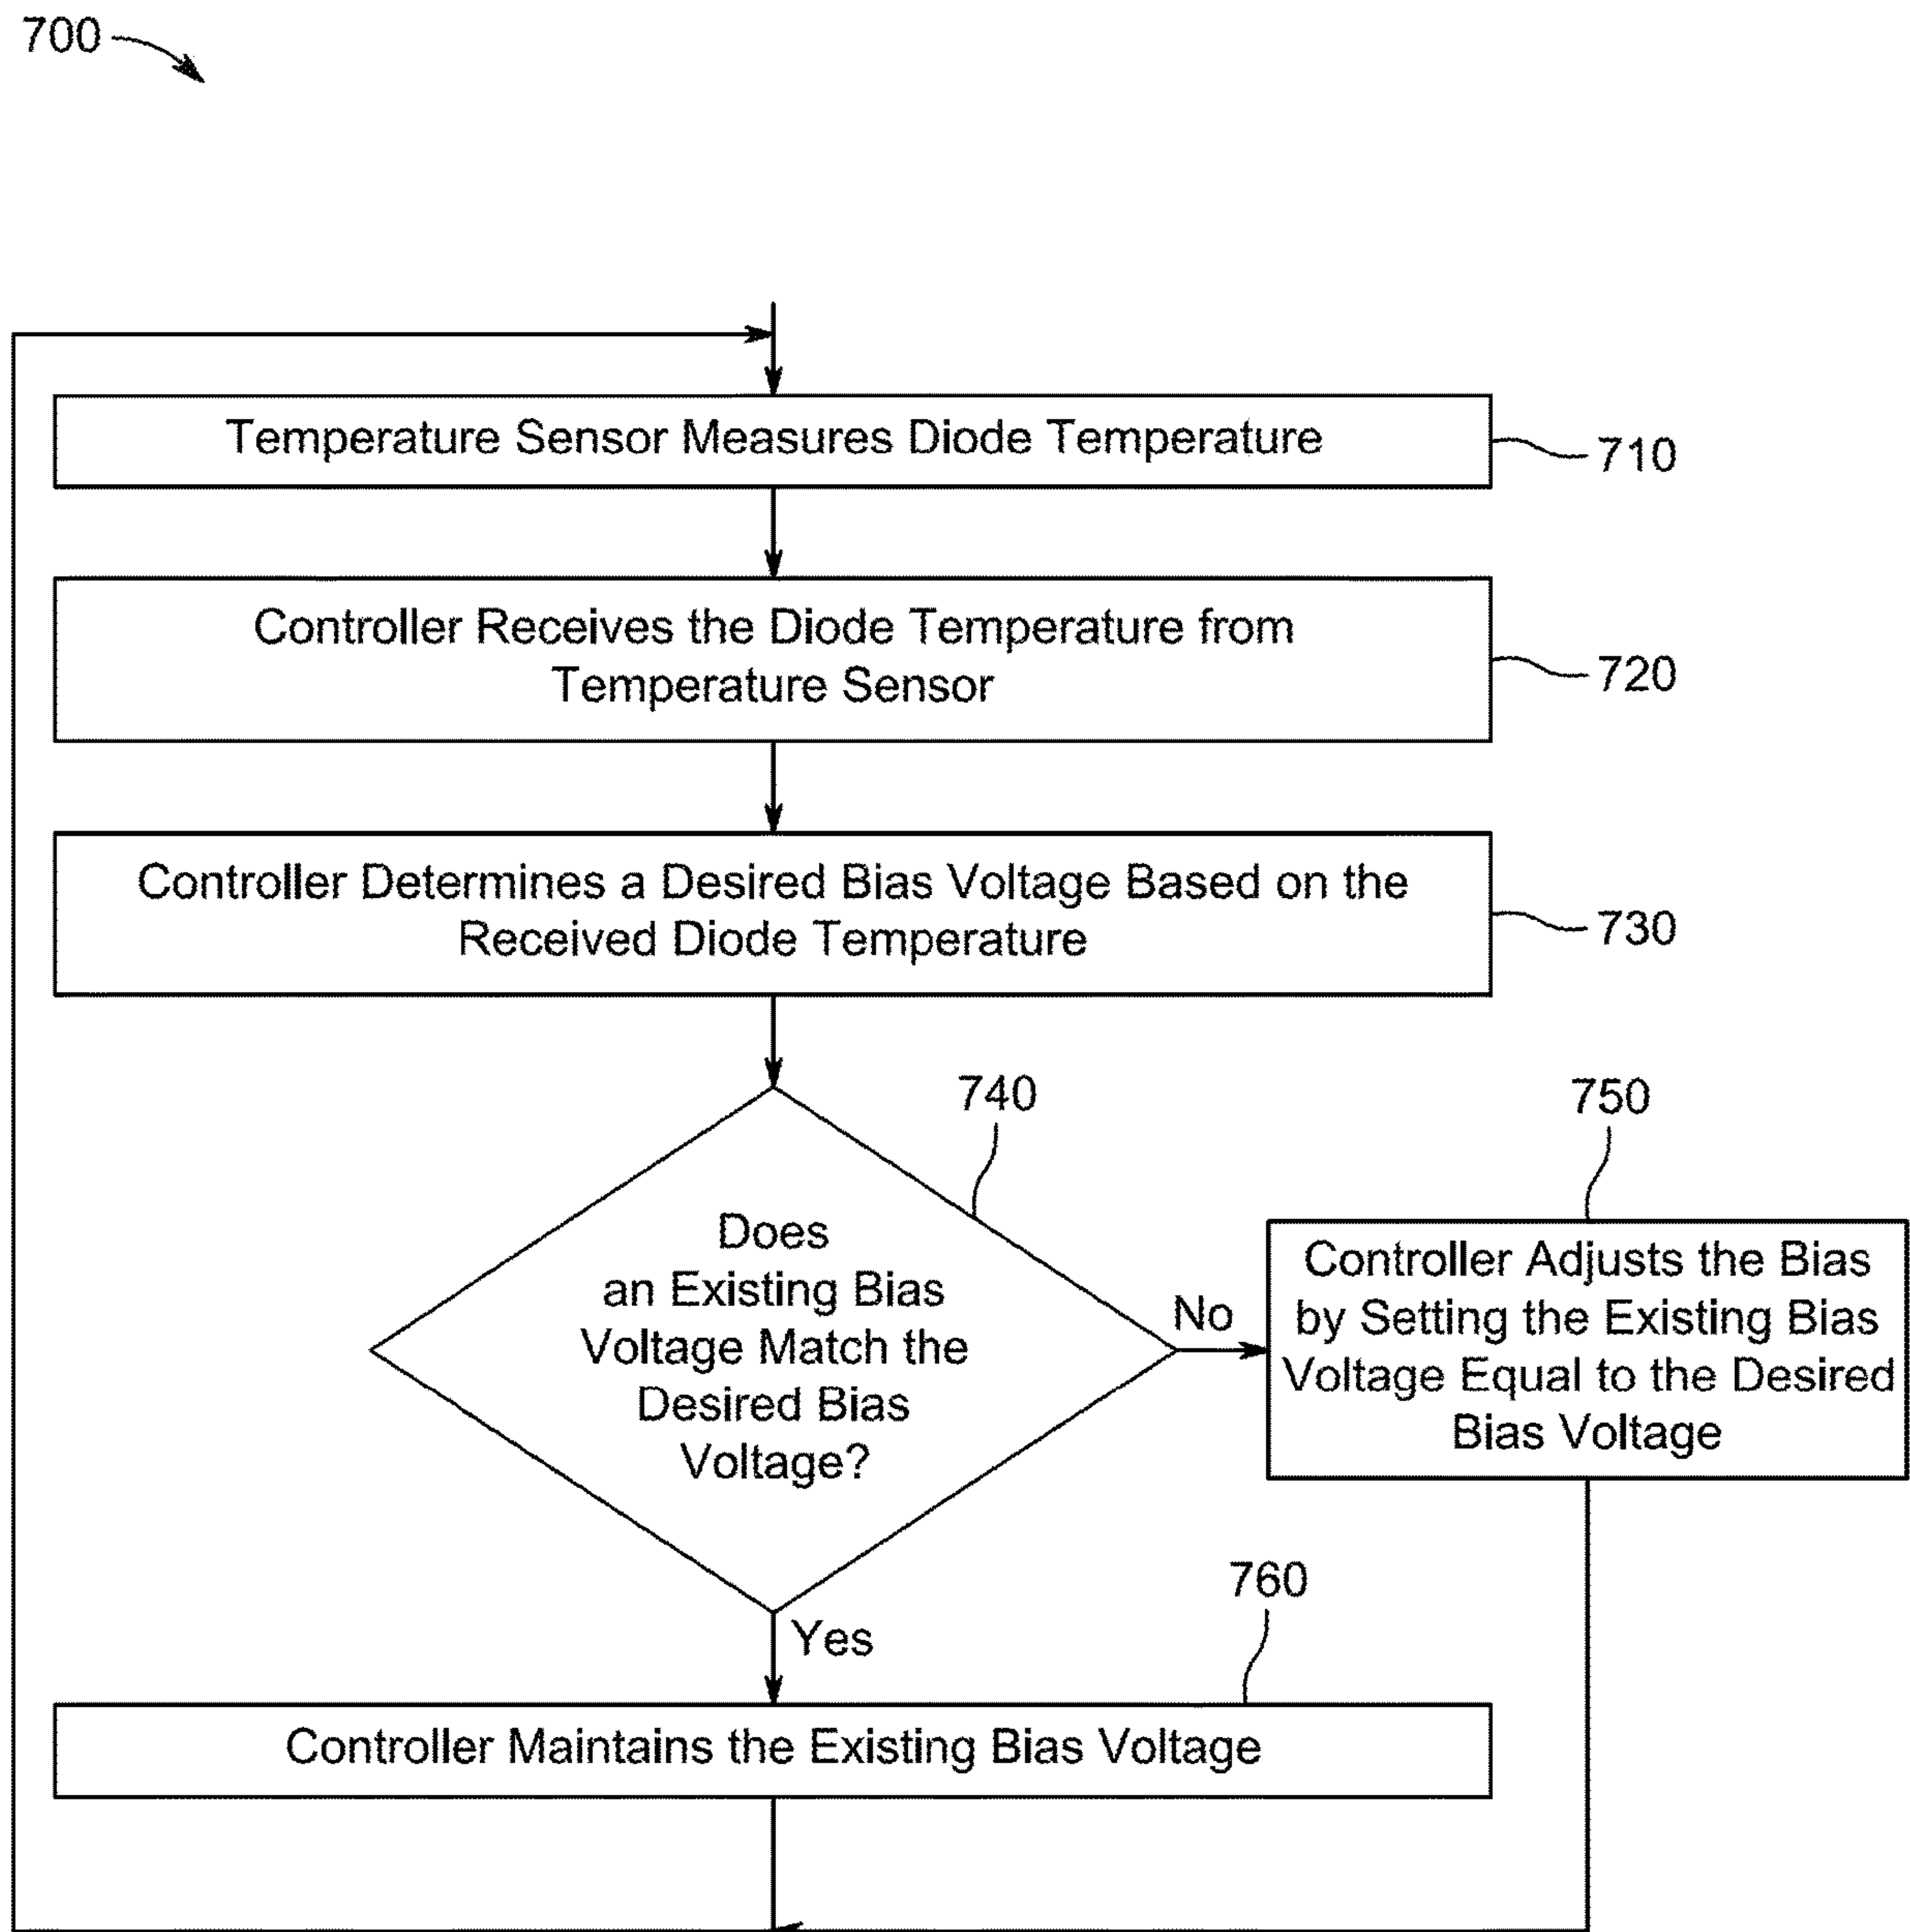 700
Temperature Sensor Measures Diode Temperature
710
Controller Receives the Diode Temperature from
Temperature Sensor
720
Controller Determines a Desired Bias Voltage Based on the
Received Diode Temperature
730
740
Does
an Existing Bias
Voltage Match the
Desired Bias
Voltage?
No
750
Controller Adjusts the Bias
by Setting the Existing Bias
Voltage Equal to the Desired
Bias Voltage
Yes
760
Controller Maintains the Existing Bias Voltage